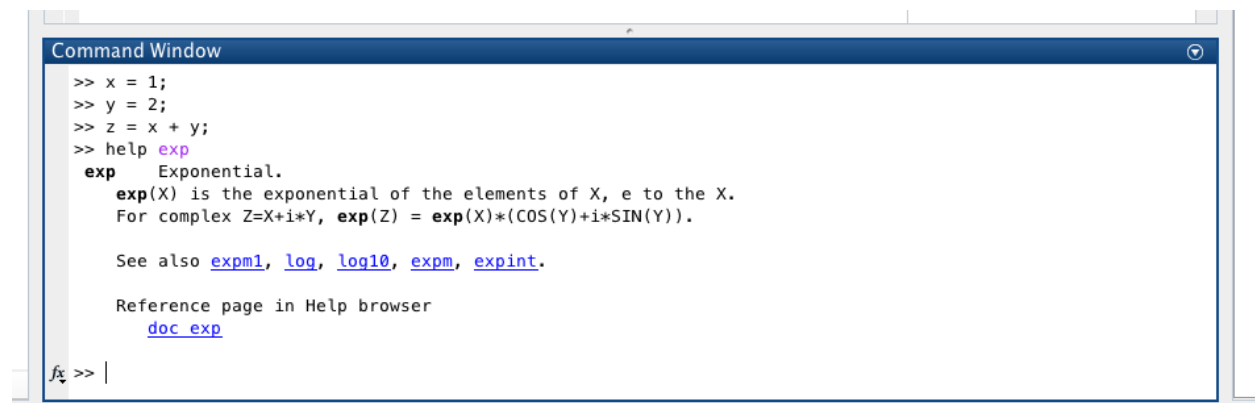 Command Window
>> x = 1;
>> y = 2;
>> z = x + y;
>> help exp
exp    Exponential.
exp(X) is the exponential of the elements of X, e to the X.
For complex Z=X+i*Y, exp(Z) = exp(X)*(COS(Y)+i*SIN(Y)).
See also expm1, log, log10, expm, expint.
Reference page in Help browser
doc exp
fx >>